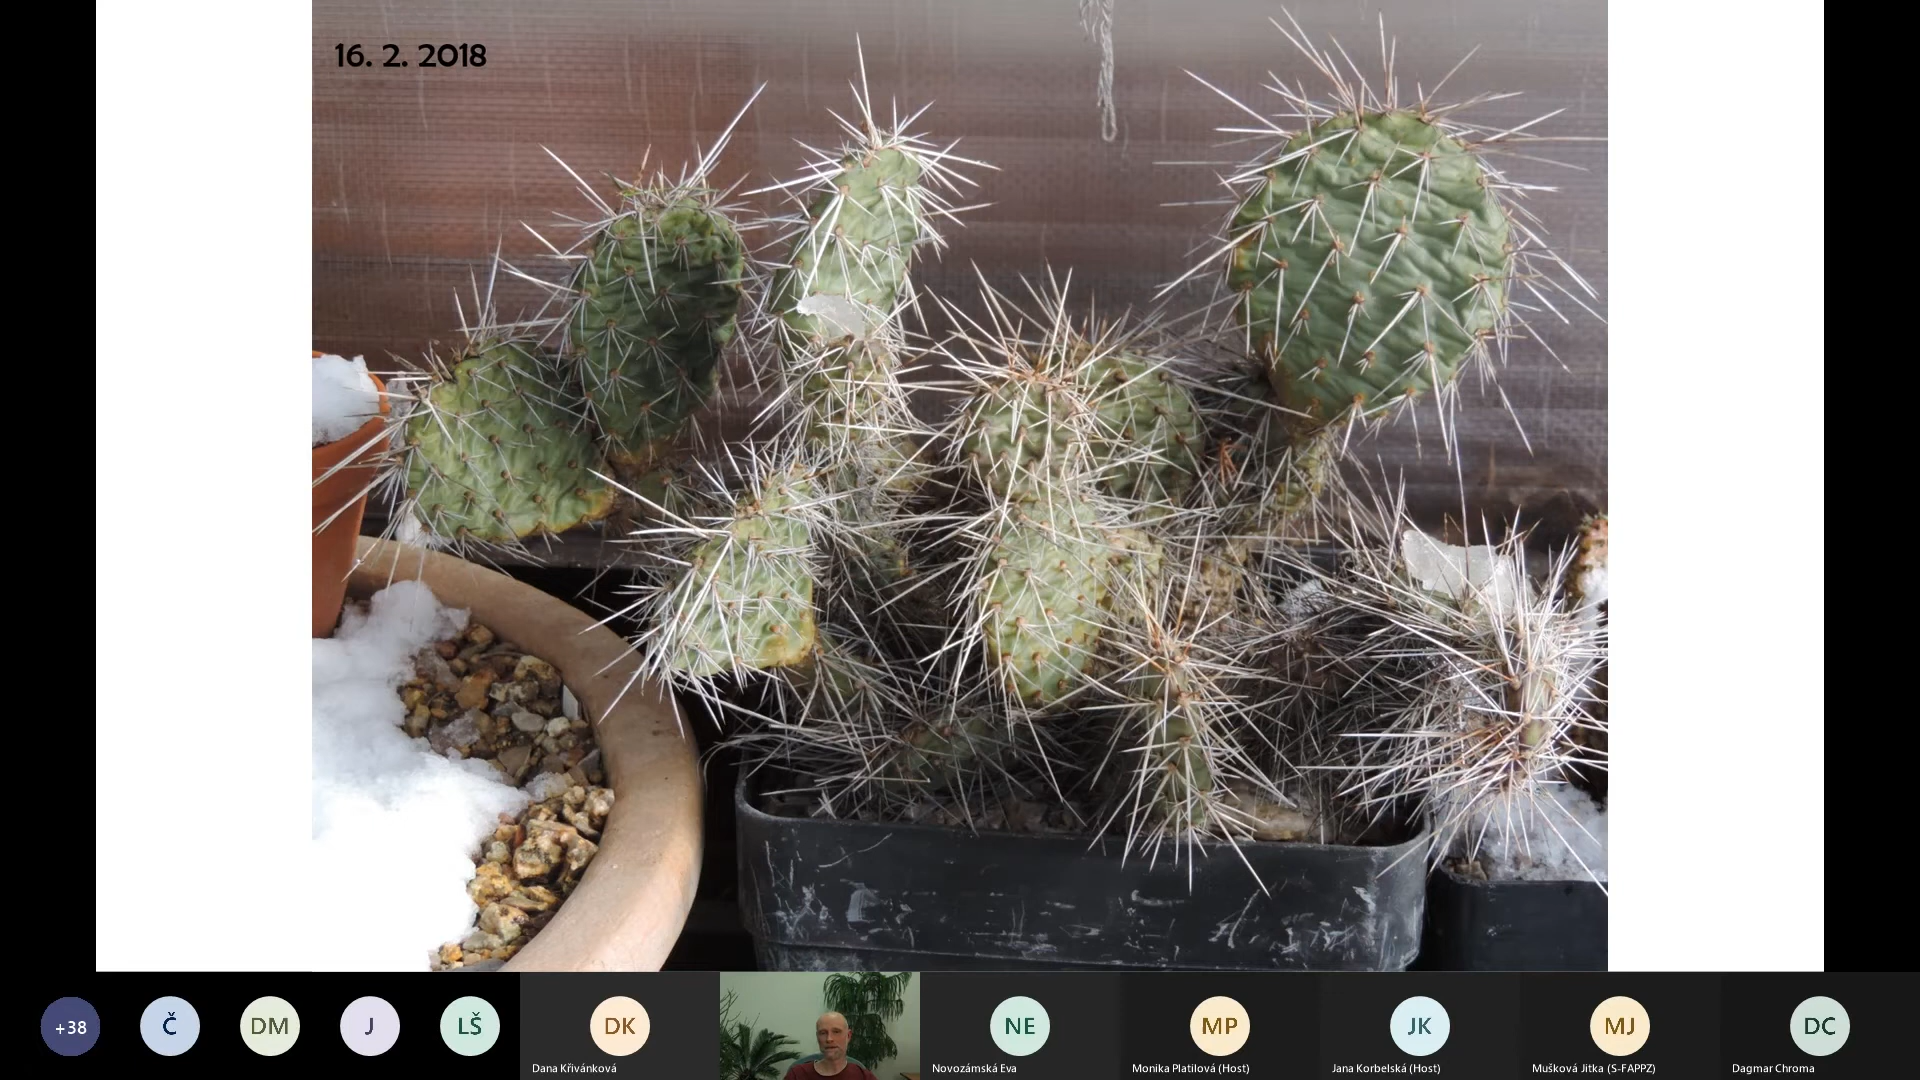 16. 2. 2018
+38
Č
DM
J
LŠ
DK
NE
MP
JK
MJ
DC
Dana Křivánková
Novozámská Eva
Monika Platilová (Host)
Jana Korbelská (Host)
Mušková Jitka (S-FAPPZ)
Dagmar Chroma